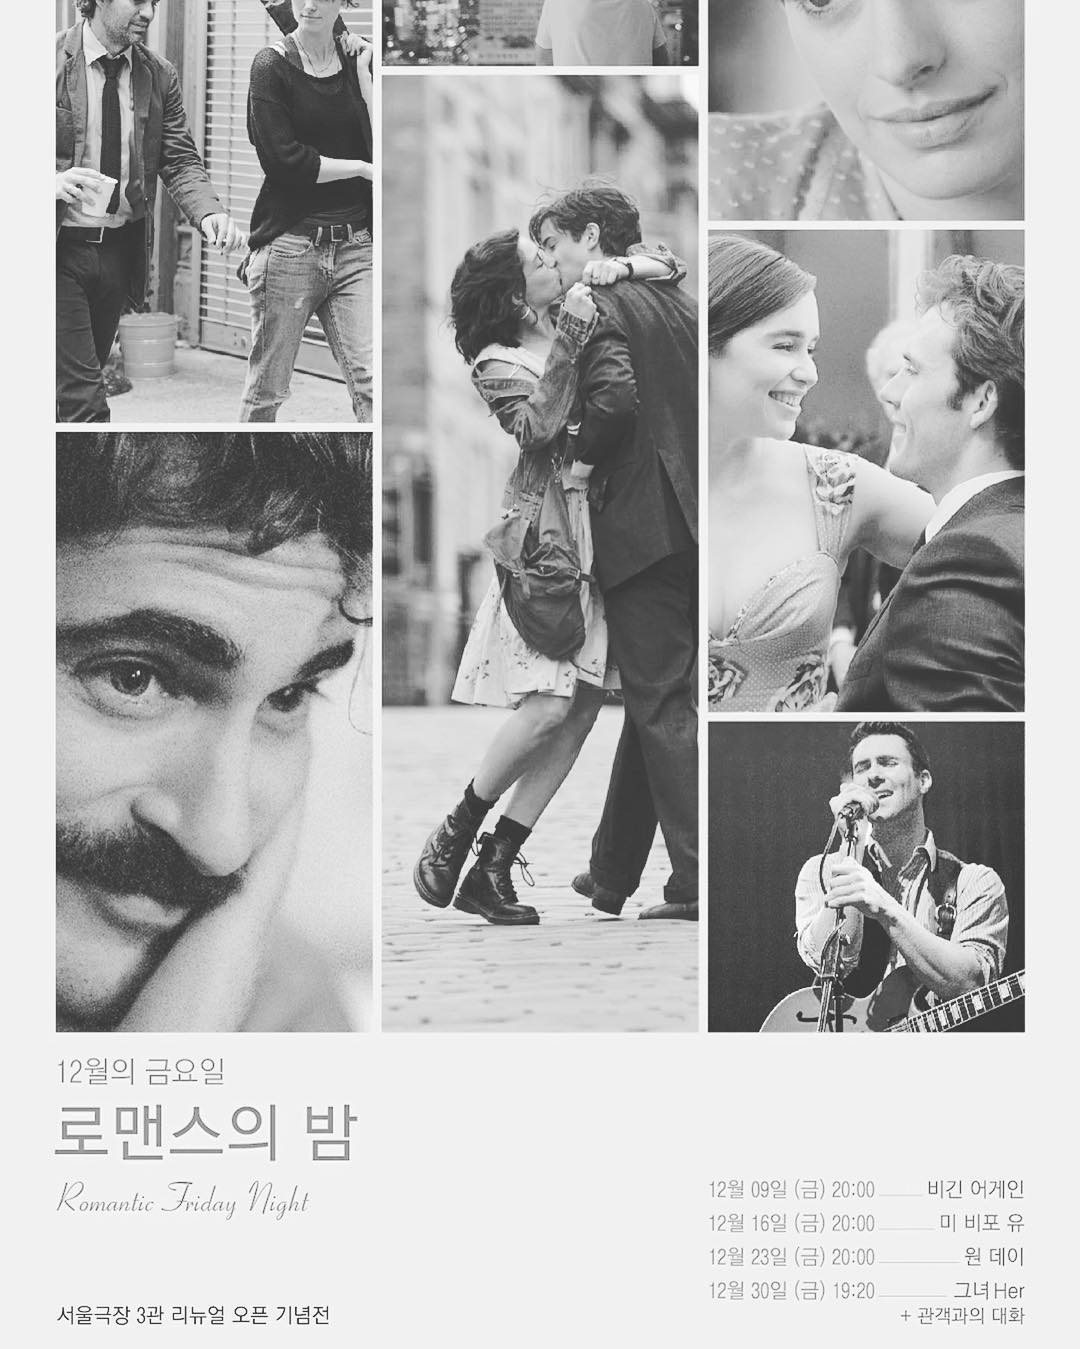 12월의 금요일
로맨스의 밤
Romantic Friday Night
12월 09일 (금) 20:00 비긴 어게인
12월 16일 (금) 20:00 미 비포 유
12월 23일 (금) 20:00 원 데이
12월 30일 (금) 19:20 그녀 Her
+ 관객과의 대화
서울극장 3관 리뉴얼 오픈 기념전